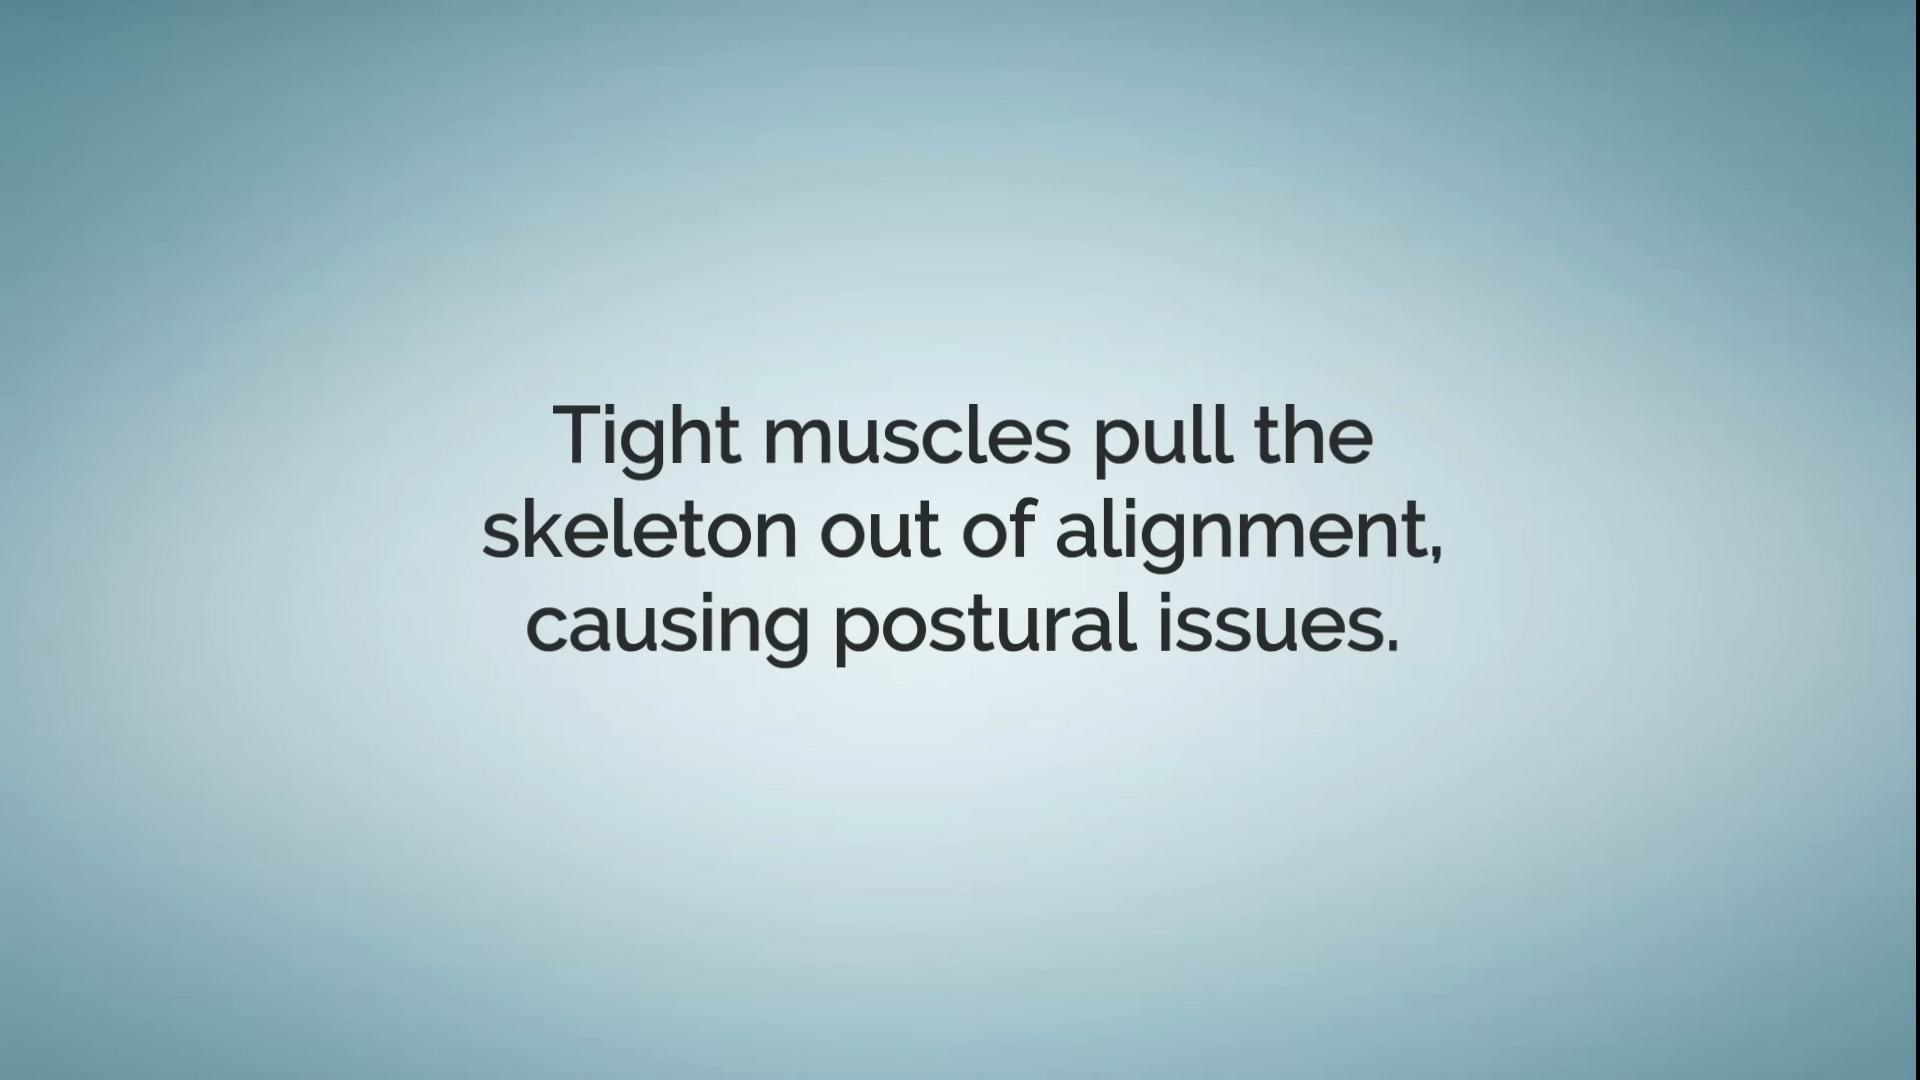 Tight muscles pull the
skeleton out of alignment,
causing postural issues.